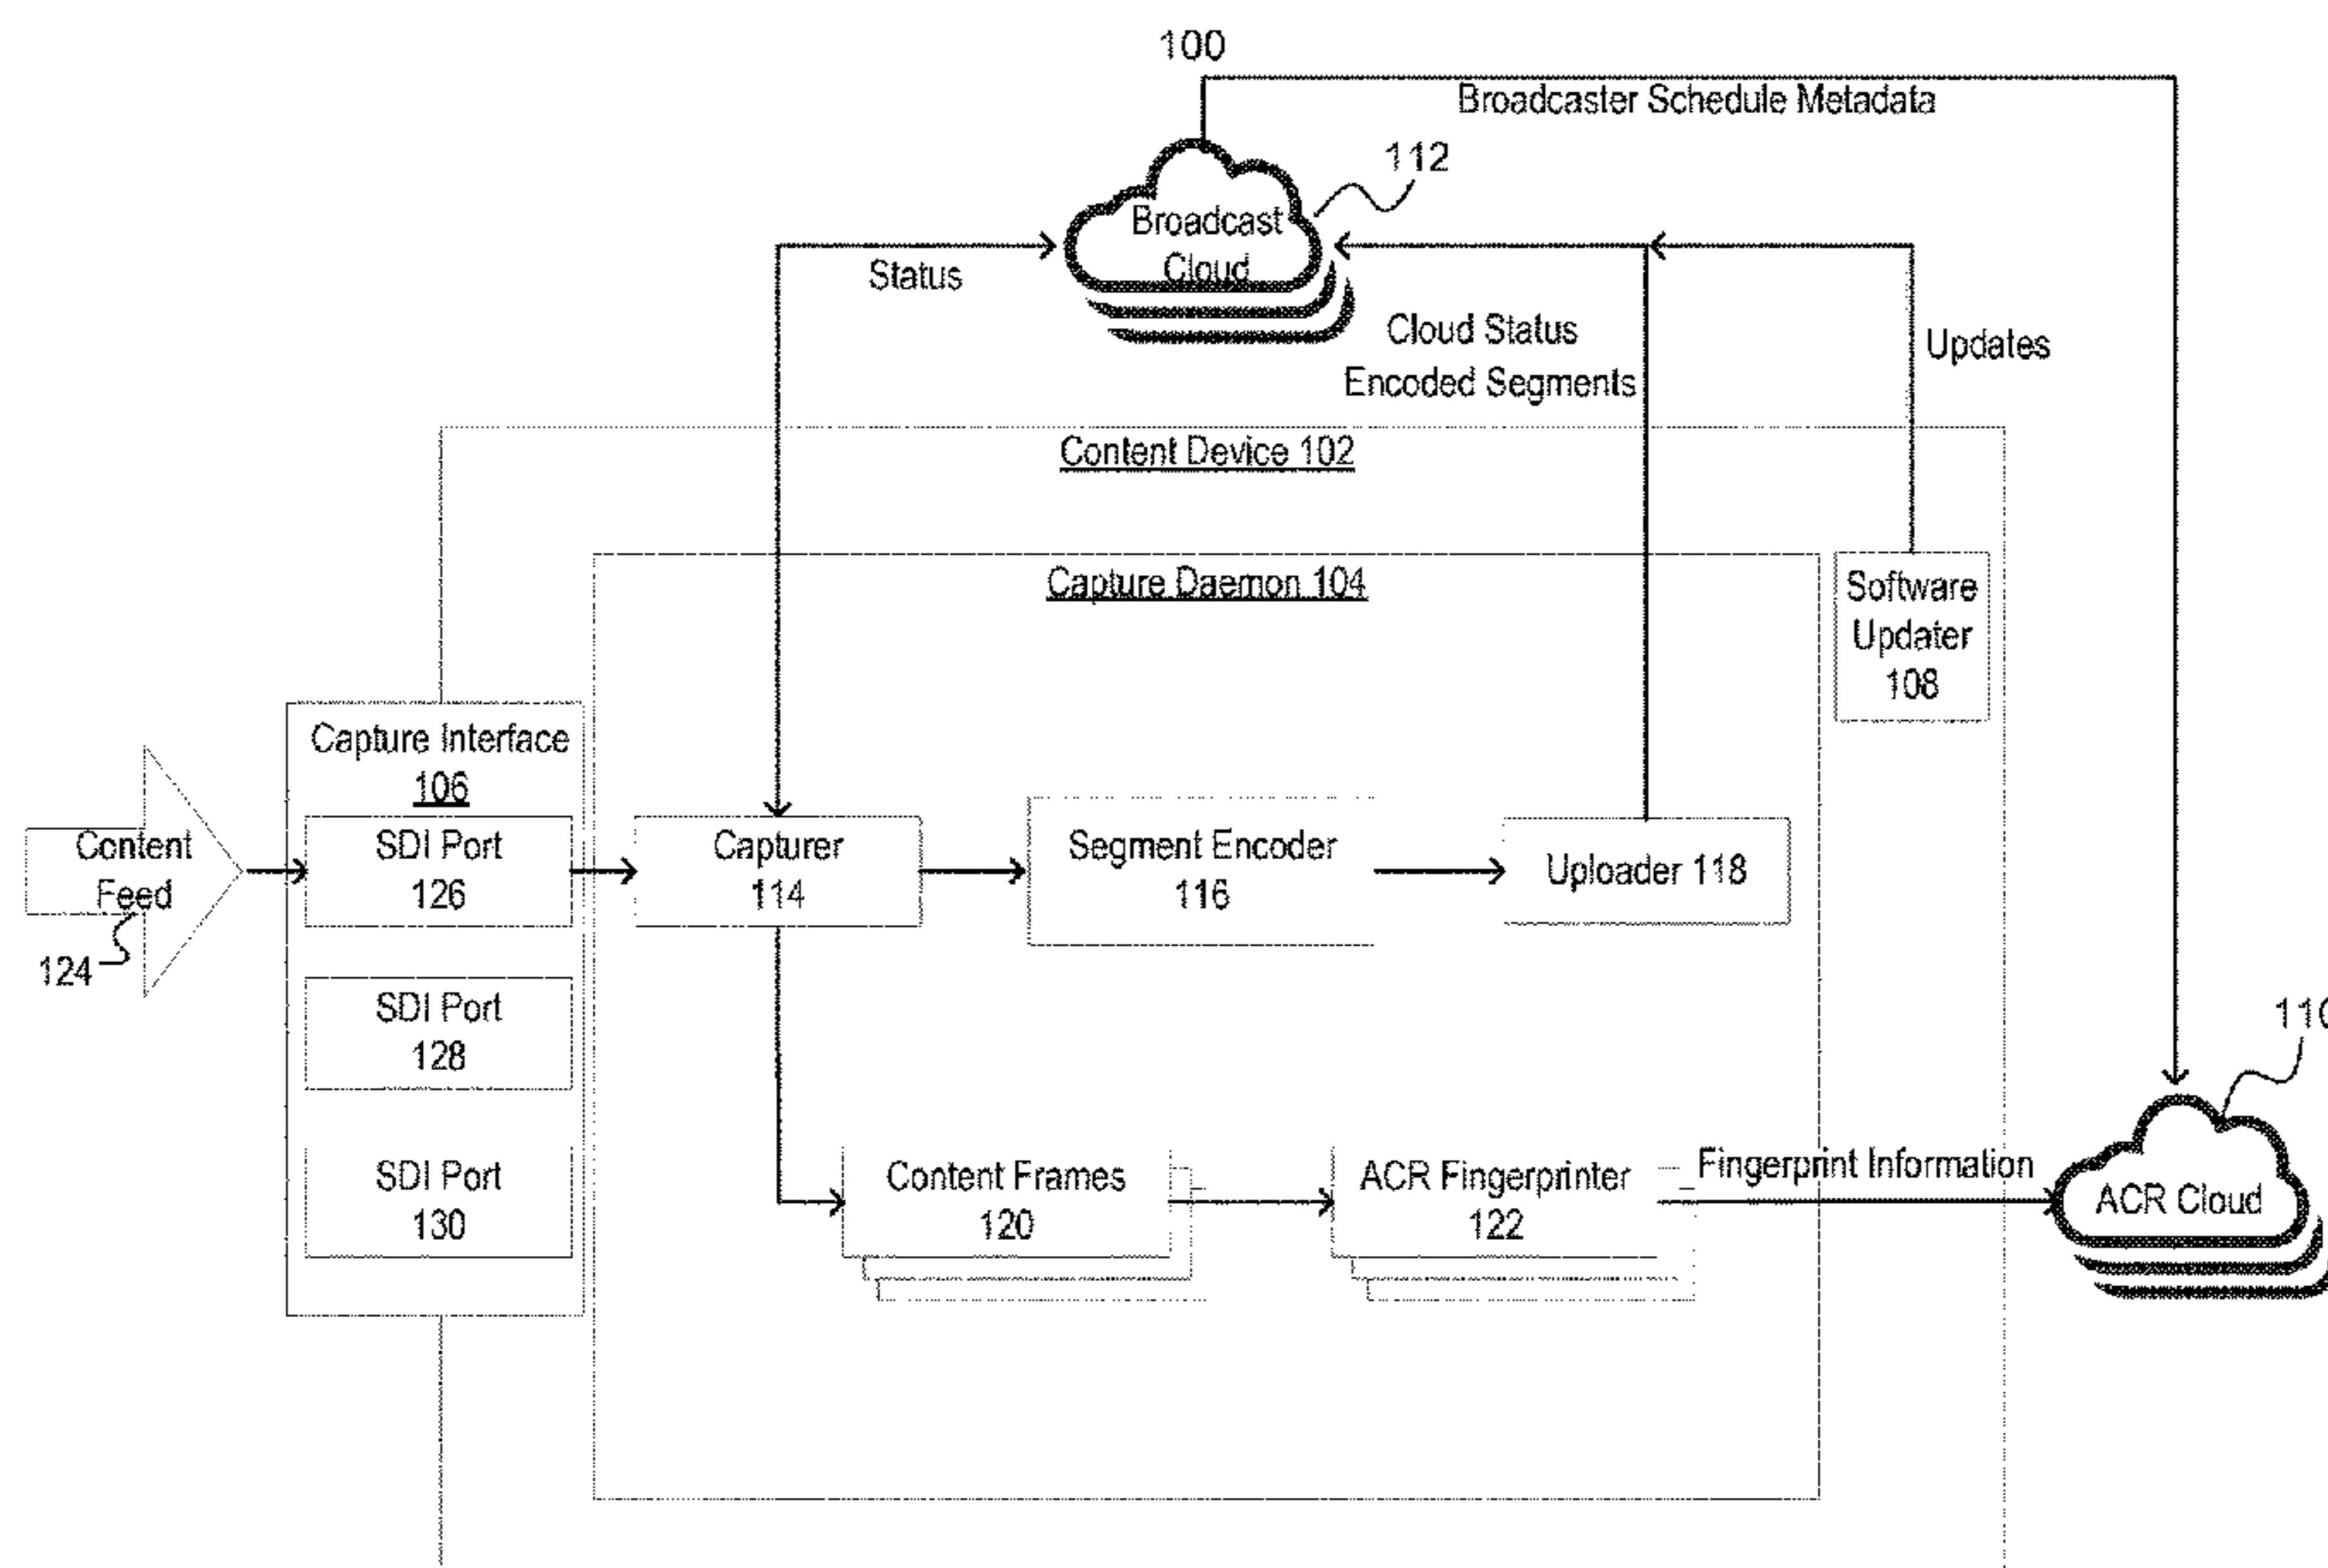 100
Broadcaster Schedule Metadata
112
Broadcast
Cloud
Status
Cloud Status
Encoded Segments
Updates
Content Device 102
Capture Daemon 104
Software
Updater
108
Capture Interface
106
Content
Feed
124
SDI Port
126
Capturer
114
Segment Encoder
116
Uploader 118
SDI Port
128
110
SDI Port
130
Content Frames
120
ACR Fingerprinter
122
Fingerprint Information
ACR Cloud